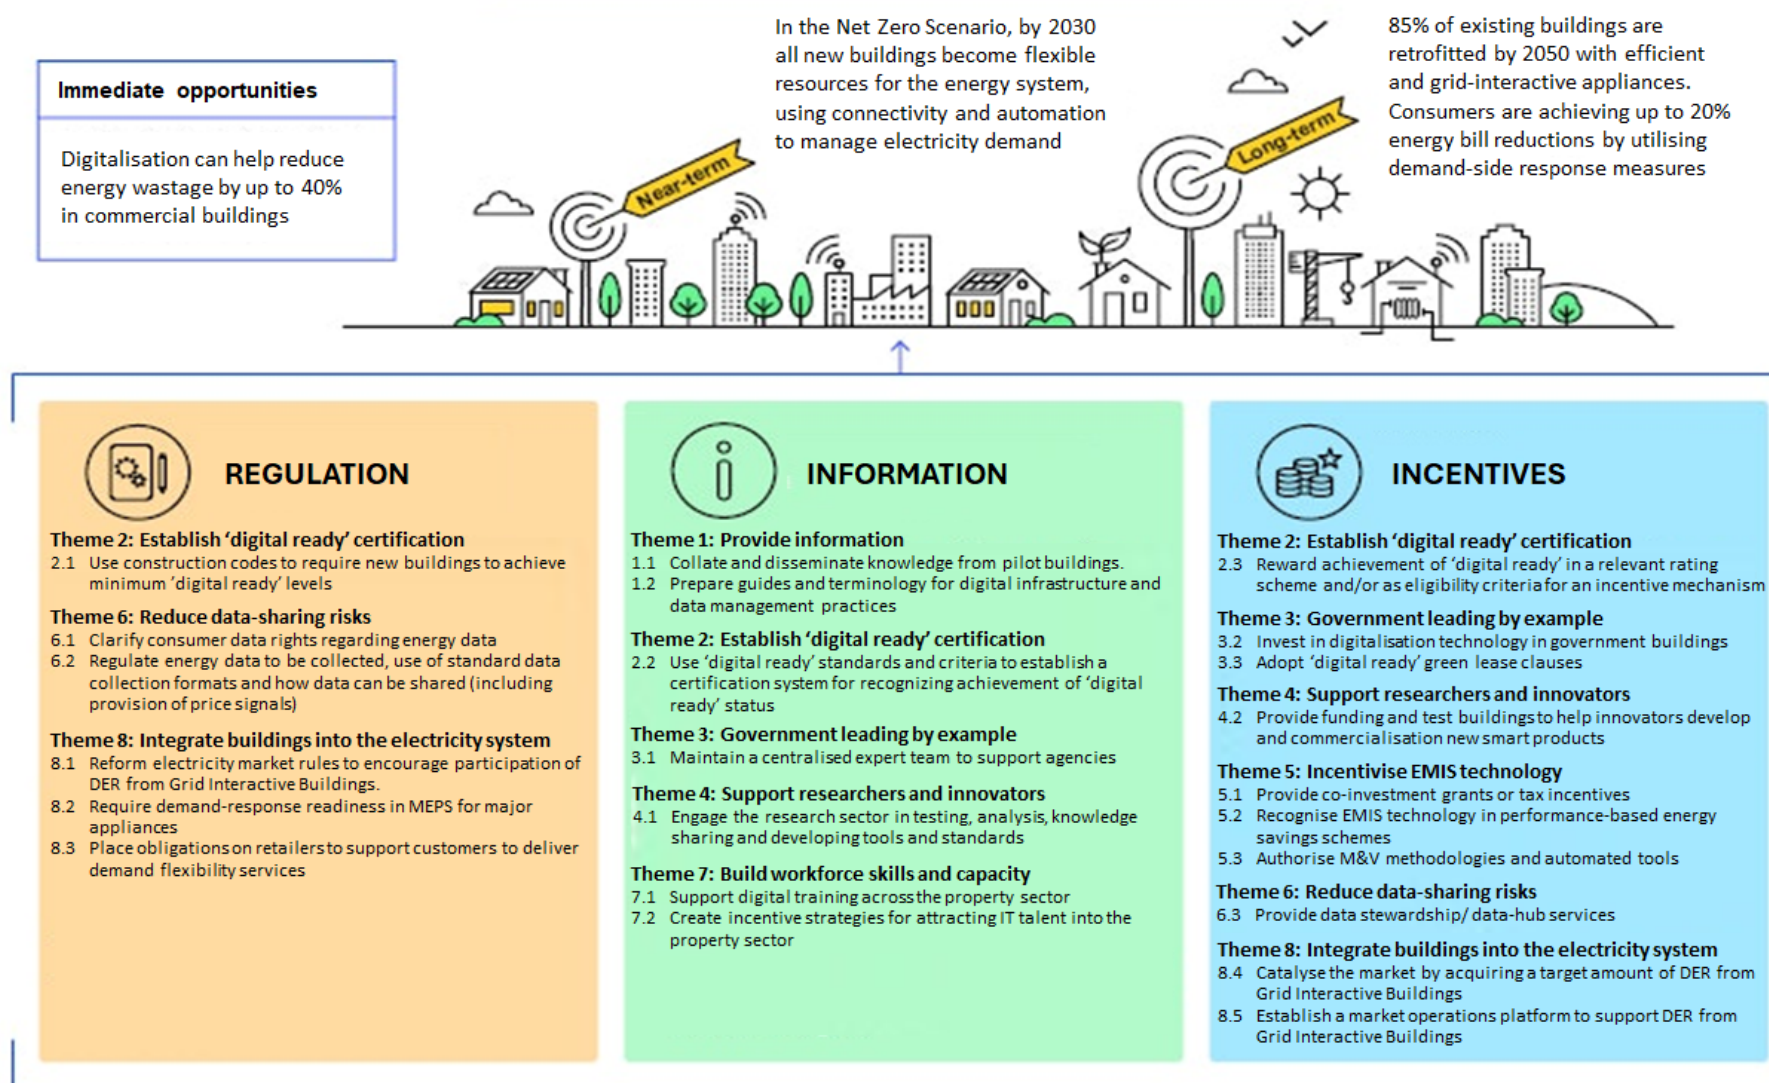 Immediate opportunities
Digitalisation can help reduce
energy wastage by up to 40%
in commercial buildings
In the Net Zero Scenario, by 2030
all new buildings become flexible
resources for the energy system,
using connectivity and automation
to manage electricity demand
Near-term
85% of existing buildings are
retrofitted by 2050 with efficient
and grid-interactive appliances.
Consumers are achieving up to 20%
energy bill reductions by utilising
demand-side response measures
Long-term
REGULATION
Theme 2: Establish ‘digital ready’ certification
2.1 Use construction codes to require new buildings to achieve
minimum ‘digital ready’ levels
Theme 6: Reduce data-sharing risks
6.1 Clarify consumer data rights regarding energy data
6.2 Regulate energy data to be collected, use of standard data
collection formats and how data can be shared (including
provision of price signals)
Theme 8: Integrate buildings into the electricity system
8.1 Reform electricity market rules to encourage participation of
DER from Grid Interactive Buildings.
8.2 Require demand-response readiness in MEPS for major
appliances
8.3 Place obligations on retailers to support customers to deliver
demand flexibility services
INFORMATION
Theme 1: Provide information
1.1 Collate and disseminate knowledge from pilot buildings.
1.2 Prepare guides and terminology for digital infrastructure and
data management practices
Theme 2: Establish ‘digital ready’ certification
2.2 Use ‘digital ready’ standards and criteria to establish a
certification system for recognizing achievement of ‘digital
ready’ status
Theme 3: Government leading by example
3.1 Maintain a centralised expert team to support agencies
Theme 4: Support researchers and innovators
4.1 Engage the research sector in testing, analysis, knowledge
sharing and developing tools and standards
Theme 7: Build workforce skills and capacity
7.1 Support digital training across the property sector
7.2 Create incentive strategies for attracting IT talent into the
property sector
INCENTIVES
Theme 2: Establish ‘digital ready’ certification
2.3 Reward achievement of ‘digital ready’ in a relevant rating
scheme and/or as eligibility criteria for an incentive mechanism
Theme 3: Government leading by example
3.2 Invest in digitalisation technology in government buildings
3.3 Adopt ‘digital ready’ green lease clauses
Theme 4: Support researchers and innovators
4.2 Provide funding and test buildings to help innovators develop
and commercialisation new smart products
Theme 5: Incentivise EMIS technology
5.1 Provide co-investment grants or tax incentives
5.2 Recognise EMIS technology in performance-based energy
savings schemes
5.3 Authorise M&V methodologies and automated tools
Theme 6: Reduce data-sharing risks
6.3 Provide data stewardship/ data-hub services
Theme 8: Integrate buildings into the electricity system
8.4 Catalyse the market by acquiring a target amount of DER from
Grid Interactive Buildings
8.5 Establish a market operations platform to support DER from
Grid Interactive Buildings